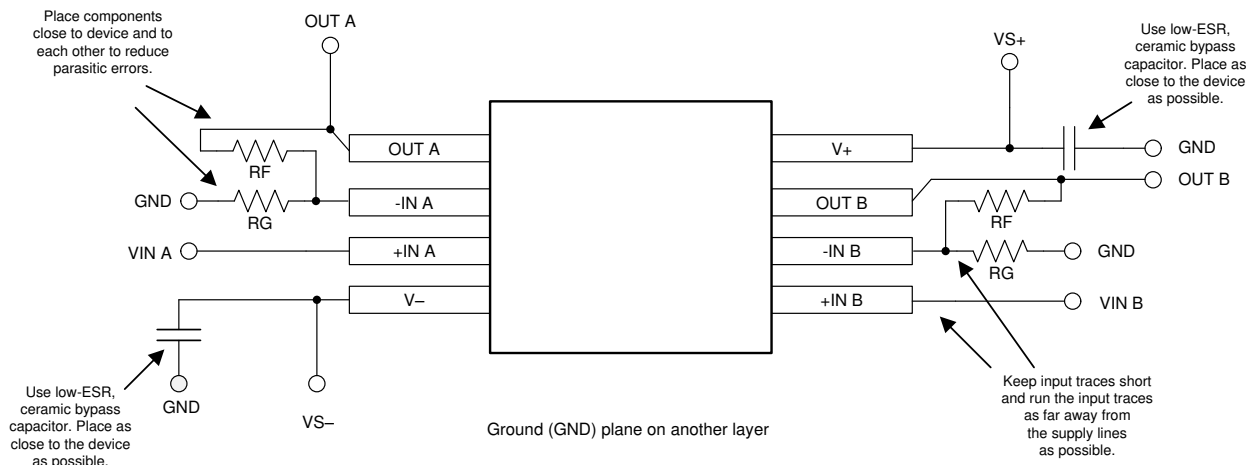 Place components
close to device and to
each other to reduce
parasitic errors.
OUT A
VS+
Use low-ESR,
ceramic bypass
capacitor. Place as
close to the device
as possible.
OUT A
RF
V+
GND
OUT B
GND
RG
-IN A
OUT B
RF
VIN A
+IN A
-IN B
RG
GND
V–
+IN B
VIN B
Use low-ESR,
ceramic bypass
capacitor. Place as
close to the device
as possible.
GND
VS–
Ground (GND) plane on another layer
Keep input traces short
and run the input traces
as far away from
the supply lines
as possible.